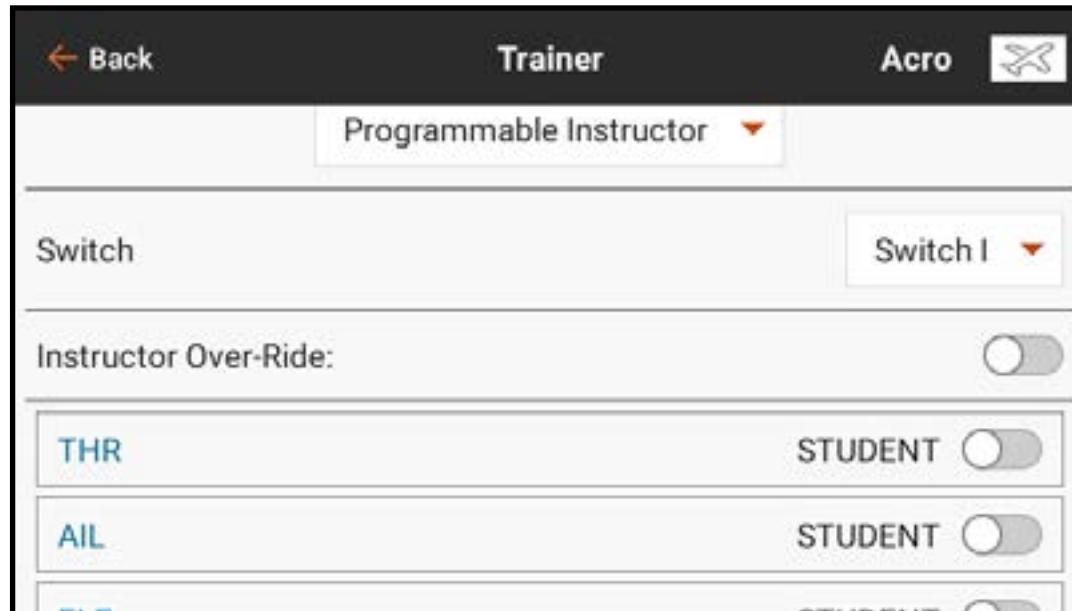 Back Trainer Acro
Programmable Instructor
Switch Switch I
Instructor Over-Ride:
THR STUDENT
AIL STUDENT